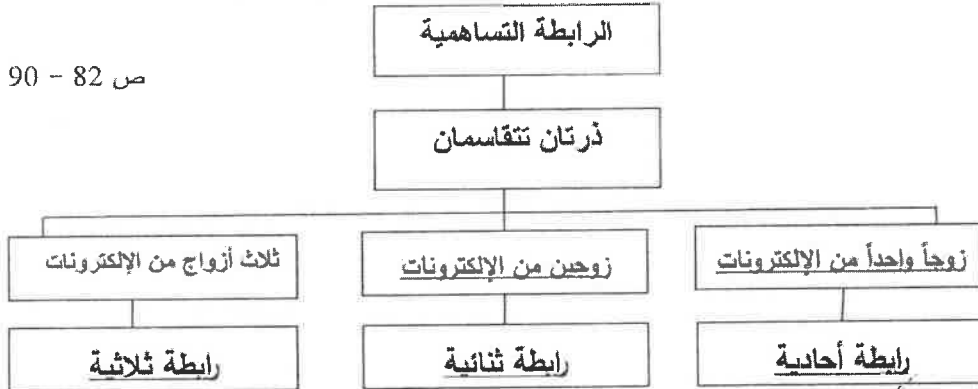 الرابطة التساهمية
ص 82 - 90
ذرتان تتقاسمان
زوجاً واحداً من الإلكترونات
زوجين من الإلكترونات
ثلاث أزواج من الإلكترونات
رابطة أحادية
رابطة ثنائية
رابطة ثلاثية